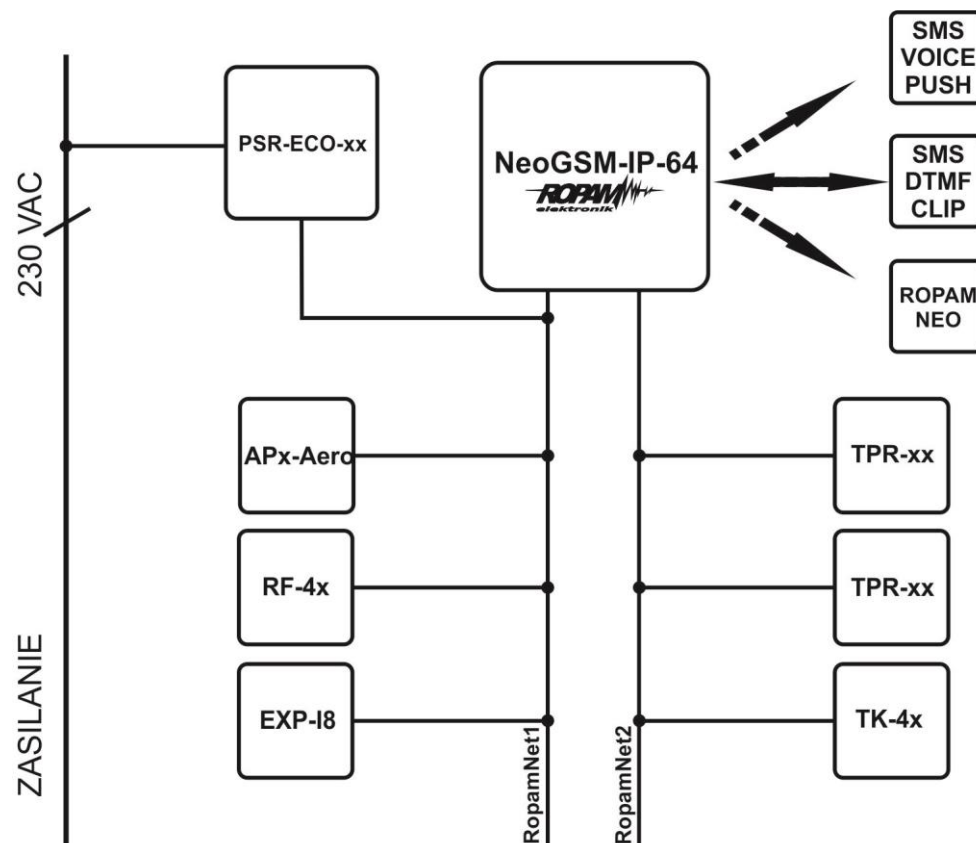 SMS
VOICE
PUSH
PSR-ECO-xx
NeoGSM-IP-64
ROPAM
elektronik
SMS
DTMF
CLIP
230 VAC
ROPAM
NEO
APx-Aero
TPR-xx
RF-4x
TPR-xx
ZASILANIE
EXP-I8
TK-4x
RopamNet1
RopamNet2